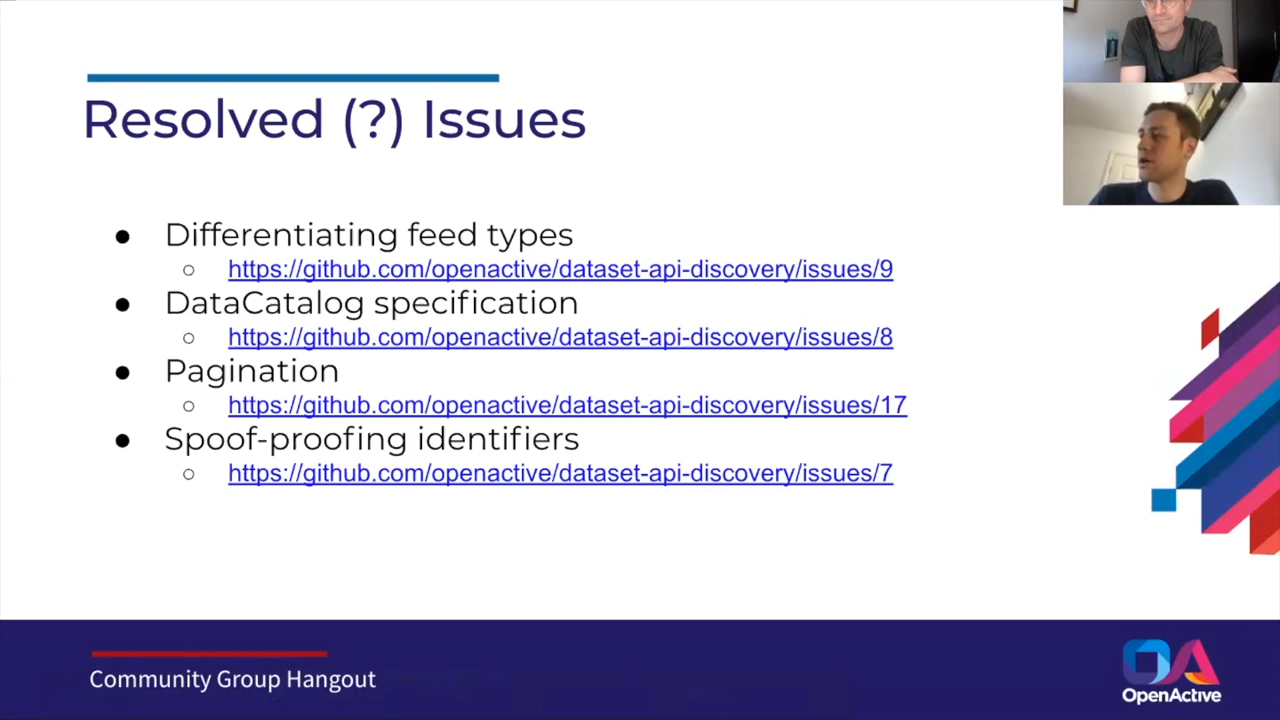 Resolved (?) Issues
● Differentiating feed types
○ https://github.com/openactive/dataset-api-discovery/issues/9
● DataCatalog specification
○ https://github.com/openactive/dataset-api-discovery/issues/8
● Pagination
○ https://github.com/openactive/dataset-api-discovery/issues/17
● Spoof-proofing identifiers
○ https://github.com/openactive/dataset-api-discovery/issues/7
Community Group Hangout
OA
OpenActive